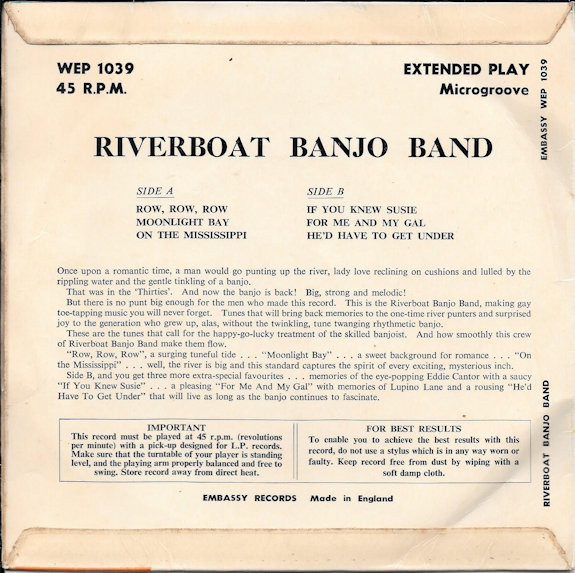 WEP 1039
45 R.P.M.
EXTENDED PLAY
Microgroove
EMBASSY WEP 1039
RIVERBOAT BANJO BAND
SIDE A
ROW, ROW, ROW
MOONLIGHT BAY
ON THE MISSISSIPPI
SIDE B
IF YOU KNEW SUSIE
FOR ME AND MY GAL
HE'D HAVE TO GET UNDER
Once upon a romantic time, a man would go punting up the river, lady love reclining on cushions and lulled by the
rippling water and the gentle tinkling of a banjo.
That was in the 'Thirties'. And now the banjo is back! Big, strong and melodic!
But there is no punt big enough for the men who made this record. This is the Riverboat Banjo Band, making gay
toe-tapping music you will never forget. Tunes that will bring back memories to the one-time river punters and surprised
joy to the generation who grew up, alas, without the twinkling, tune twanging rhythmetic banjo.
These are the tunes that call for the happy-go-lucky treatment of the skilled banjoist. And how smoothly this crew
of Riverboat Banjo Band make them flow.
"Row, Row, Row", a surging tuneful tide . . . "Moonlight Bay" . . . a sweet background for romance . . . "On
the Mississippi" . . . well, the river is big and this standard captures the spirit of every exciting, mysterious inch.
Side B, and you get three more extra-special favourites . . . memories of the eye-popping Eddie Cantor with a saucy
"If You Knew Susie" . . . a pleasing "For Me And My Gal" with memories of Lupino Lane and a rousing "He'd
Have To Get Under" that will live as long as the banjo continues to fascinate.
IMPORTANT
This record must be played at 45 r.p.m. (revolutions
per minute) with a pick-up designed for L.P. records.
Make sure that the turntable of your player is standing
level, and the playing arm properly balanced and free to
swing. Store record away from direct heat.
FOR BEST RESULTS
To enable you to achieve the best results with this
record, do not use a stylus which is in any way worn or
faulty. Keep record free from dust by wiping with a
soft damp cloth.
RIVERBOAT BANJO BAND
EMBASSY RECORDS Made in England